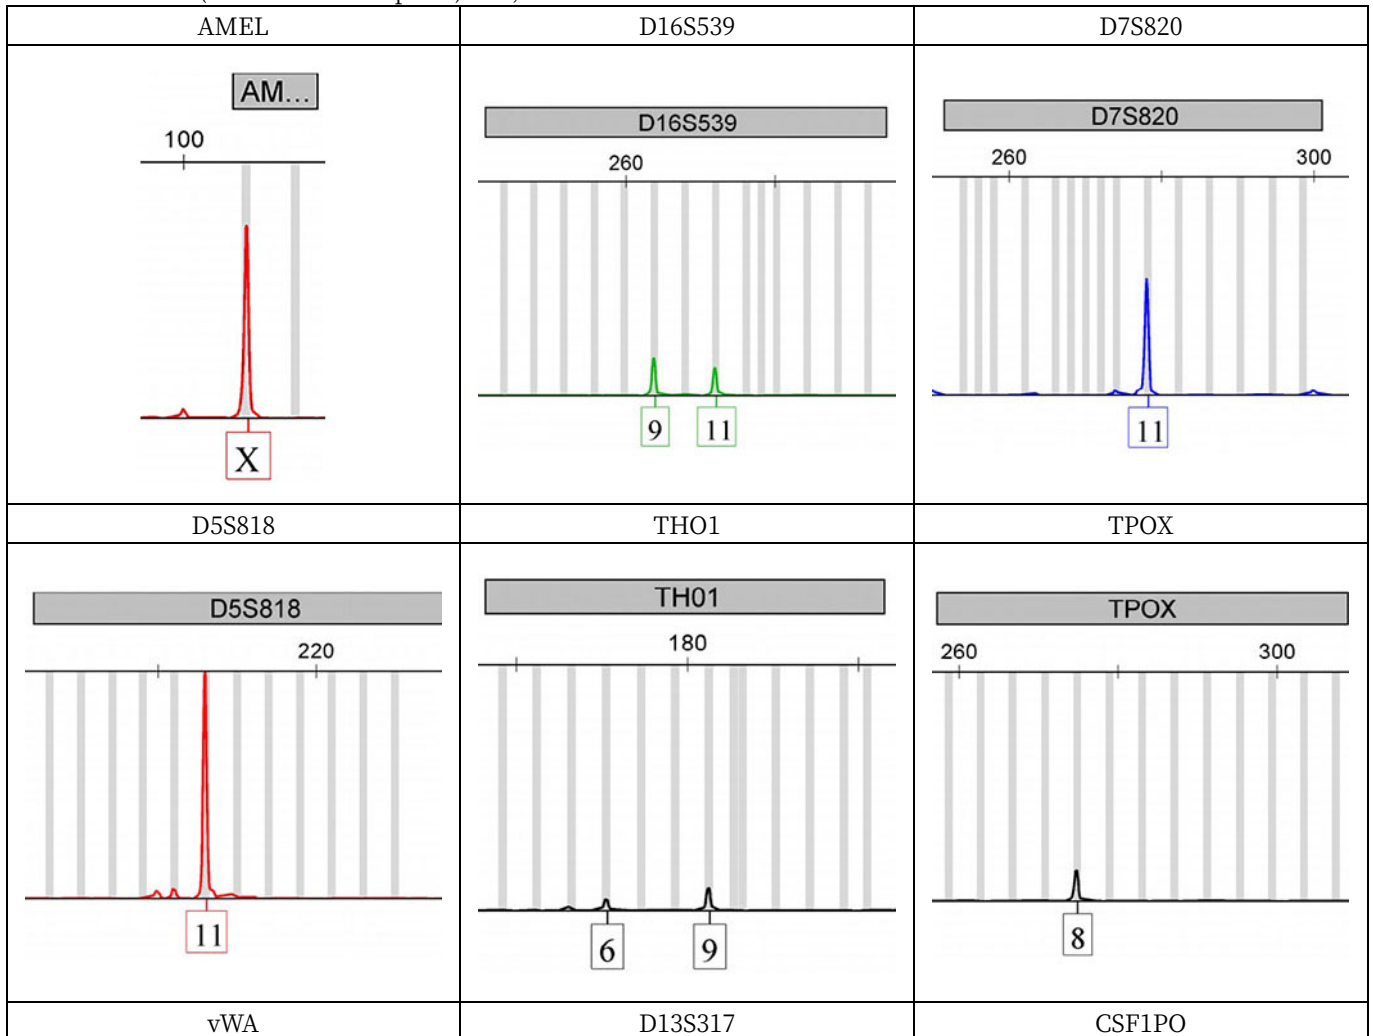 AMEL D16S539 D7S820
AM...
100
X
D16S539
260
9 11
D7S820
260 300
11
D5S818 THO1 TPOX
D5S818
220
11
TH01
180
6 9
TPOX
260 300
8
vWA D13S317 CSF1PO